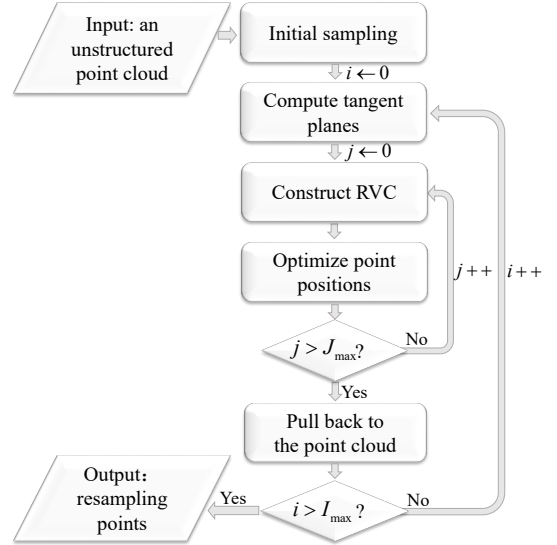 Input: an
unstructured
point cloud
Initial sampling
i ← 0
Compute tangent
planes
j ← 0
Construct RVC
Optimize point
positions
j++
i++
j > J_max?
No
Yes
Pull back to
the point cloud
Output：
resampling
points
Yes
i > I_max?
No